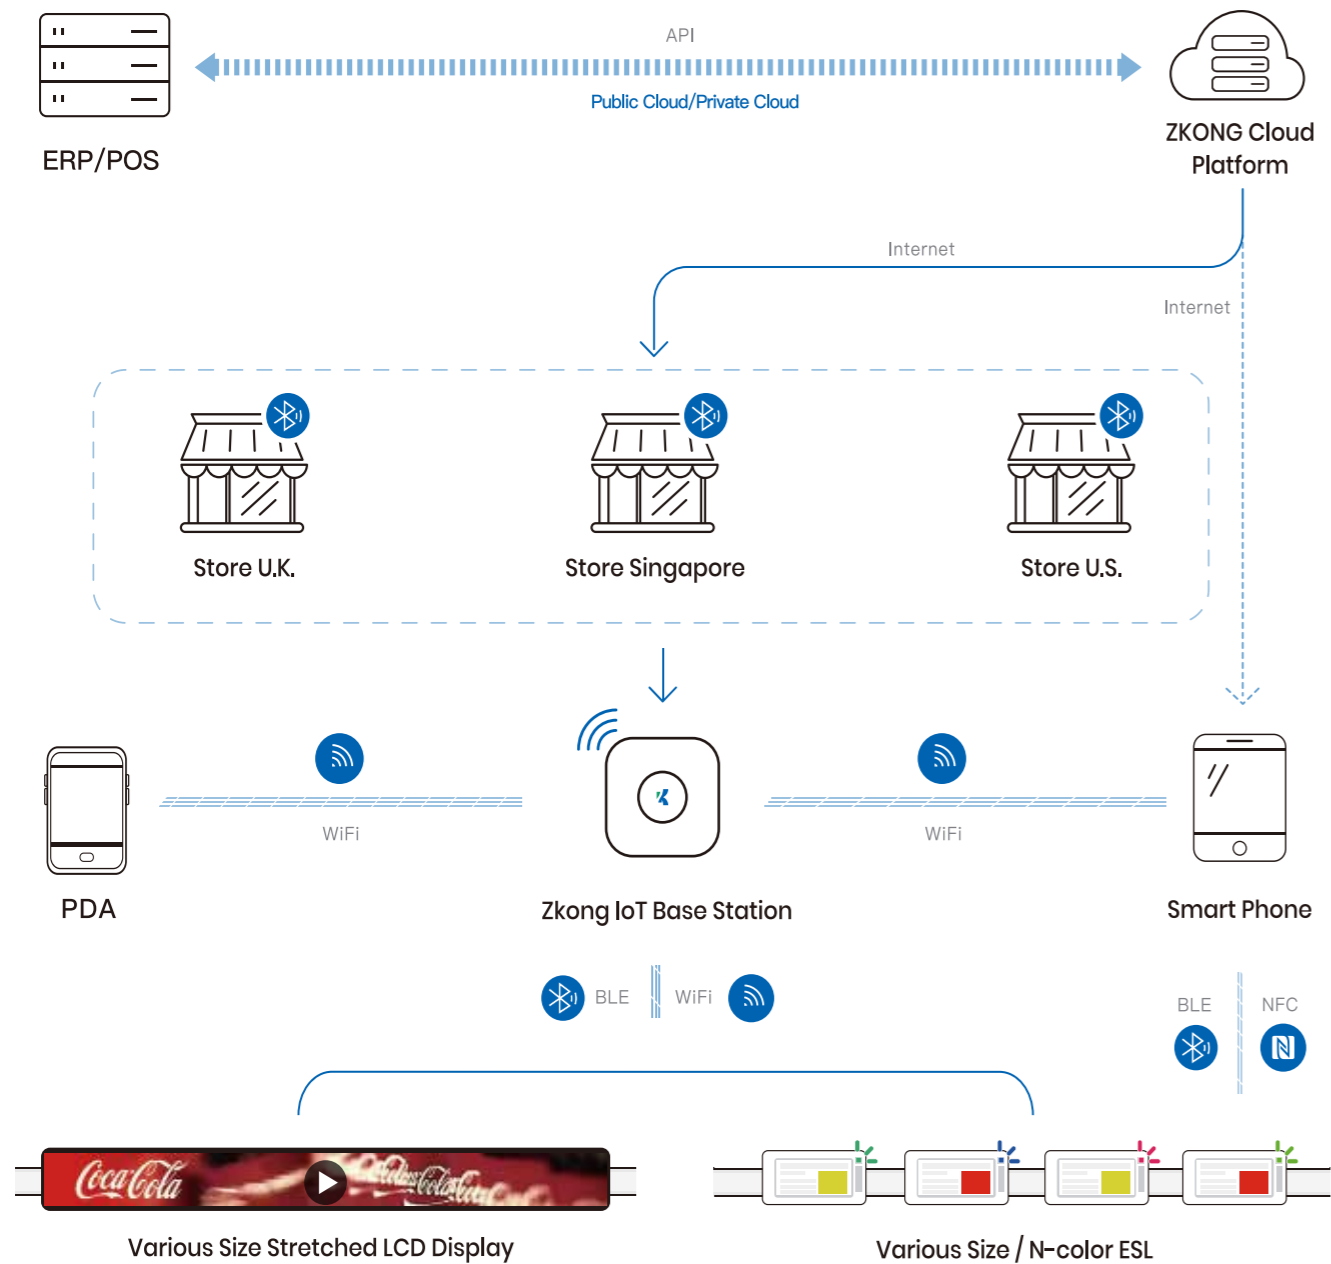 API
Public Cloud/Private Cloud
ERP/POS
ZKONG Cloud
Platform
Internet
Internet
Store U.K.
Store Singapore
Store U.S.
WiFi
WiFi
PDA
Zkong IoT Base Station
Smart Phone
BLE
WiFi
BLE
NFC
Coca-Cola
Various Size Stretched LCD Display
Various Size / N-color ESL